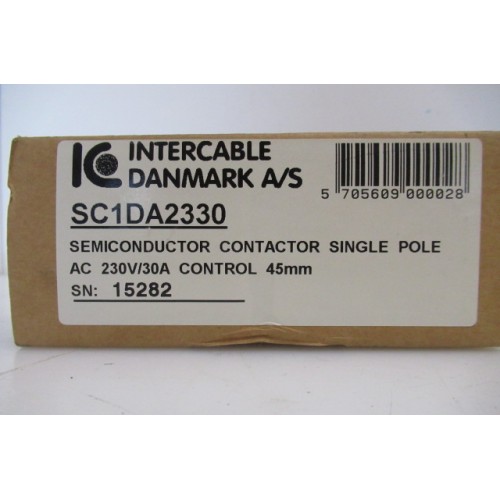 IC INTERCABLE
DANMARK A/S
5 705609 000028
SC1DA2330
SEMICONDUCTOR CONTACTOR SINGLE POLE
AC 230V/30A CONTROL 45mm
SN: 15282